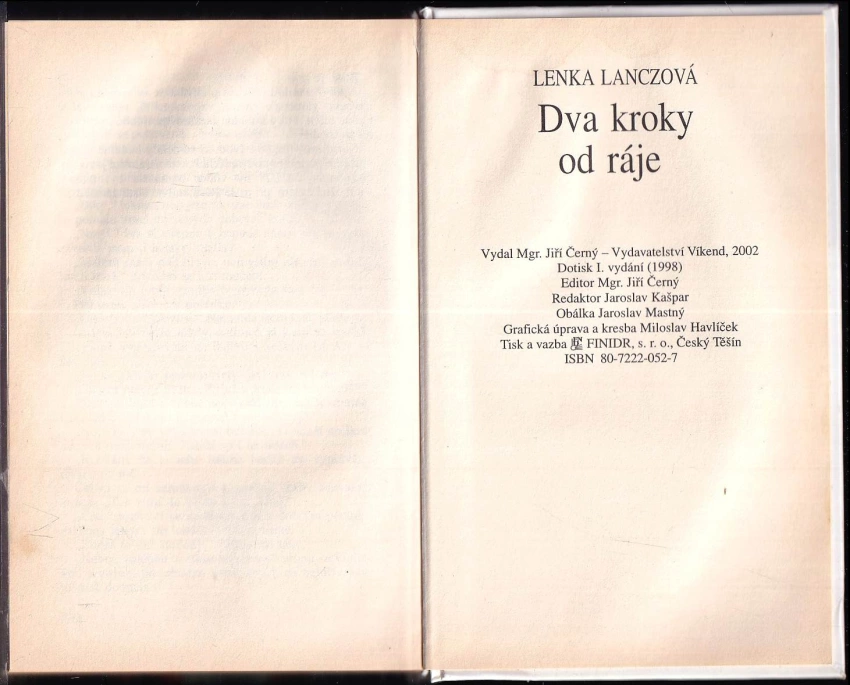 LENKA LANCZOVÁ
Dva kroky
od ráje
Vydal Mgr. Jiří Černý – Vydavatelství Víkend, 2002
Dotisk I. vydání (1998)
Editor Mgr. Jiří Černý
Redaktor Jaroslav Kašpar
Obálka Jaroslav Mastný
Grafická úprava a kresba Miloslav Havlíček
Tisk a vazba FINIDR, s. r. o., Český Těšín
ISBN 80-7222-052-7